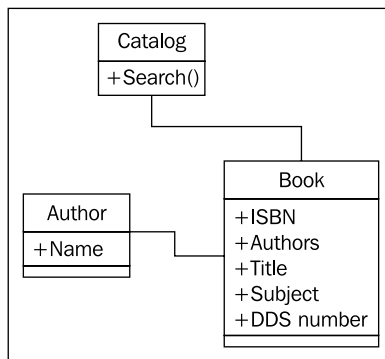 Catalog
+Search()
Book
+ISBN
+Authors
+Title
+Subject
+DDS number
Author
+Name